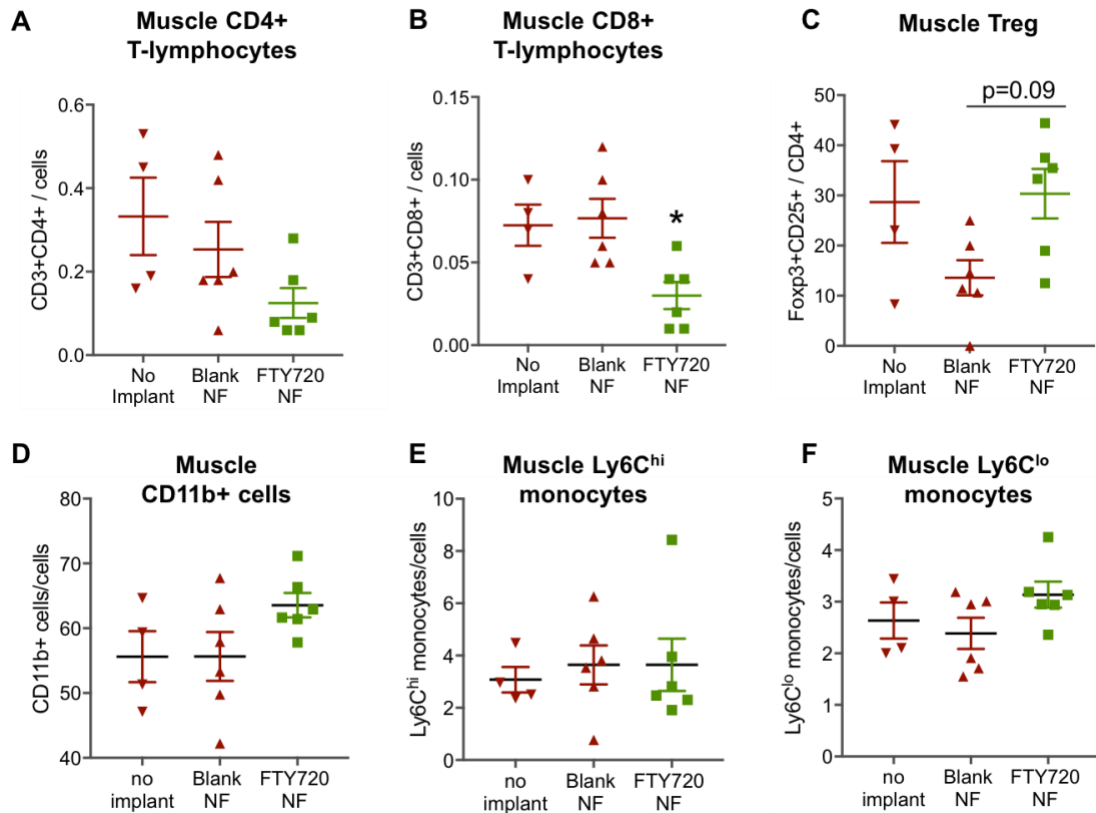 A
Muscle CD4+
T-lymphocytes
CD3+CD4+ / cells
0.6
0.4
0.2
0.0
No
Implant
Blank
NF
FTY720
NF
B
Muscle CD8+
T-lymphocytes
CD3+CD8+ / cells
0.15
0.10
0.05
0.00
*
No
Implant
Blank
NF
FTY720
NF
C
Muscle Treg
p=0.09
Foxp3+CD25+ / CD4+
50
40
30
20
10
0
No
Implant
Blank
NF
FTY720
NF
D
Muscle
CD11b+ cells
CD11b+ cells/cells
80
70
60
50
40
no
implant
Blank
NF
FTY720
NF
E
Muscle Ly6Chi
monocytes
Ly6Chi monocytes/cells
10
8
6
4
2
0
no
implant
Blank
NF
FTY720
NF
F
Muscle Ly6Clo
monocytes
Ly6Clo monocytes/cells
5
4
3
2
1
0
no
implant
Blank
NF
FTY720
NF